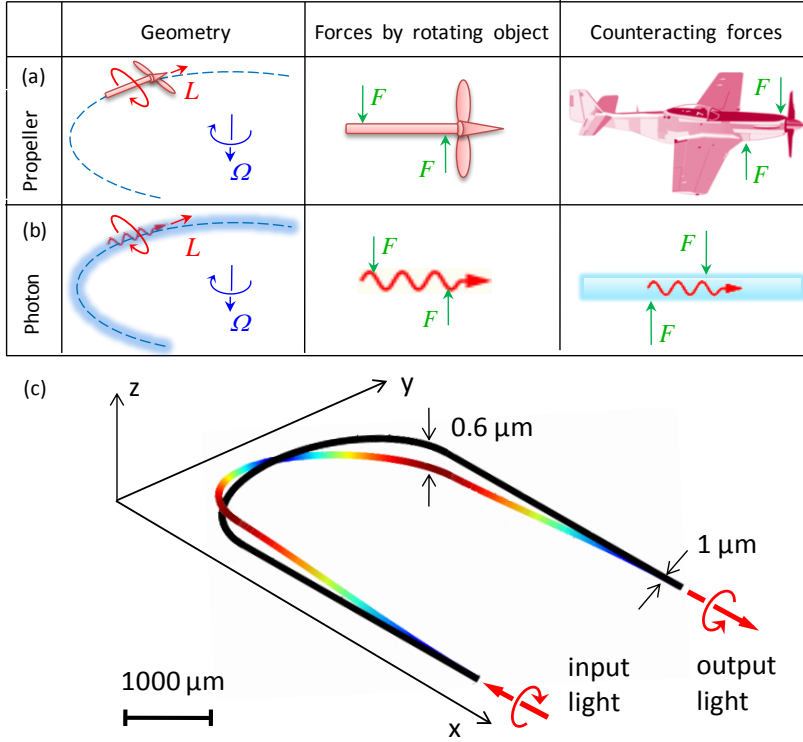 Geometry
Forces by rotating object
Counteracting forces
(a)
Propeller
L
Ω
F
F
F
F
(b)
Photon
L
Ω
F
F
F
F
(c)
z
y
x
0.6 μm
1 μm
1000 μm
input
light
output
light